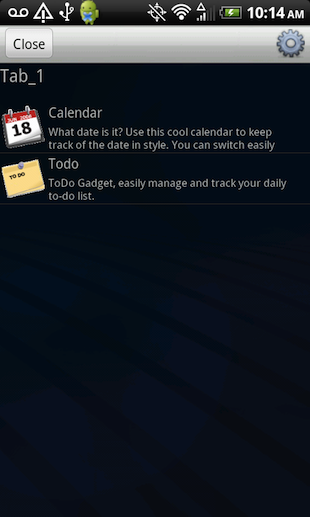 10:14 AM
Close
Tab_1
Calendar
18
What date is it? Use this cool calendar to keep
track of the date in style. You can switch easily
Todo
TO DO
ToDo Gadget, easily manage and track your daily
to-do list.